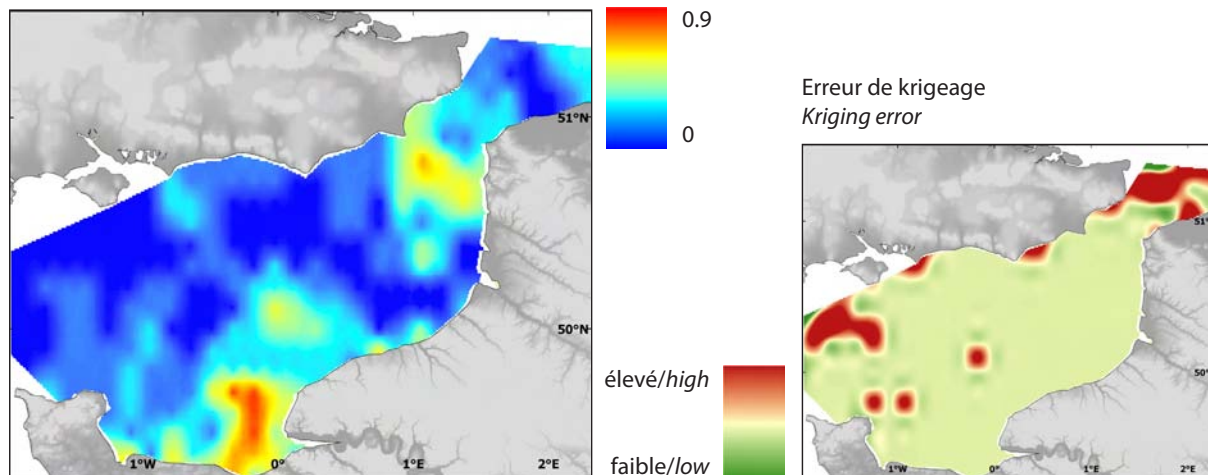 0.9
0
51°N
50°N
1°W
0°
1°E
2°E
Erreur de krigeage
Kriging error
élevé/high
faible/low
51°N
50°N
1°W
0°
1°E
2°E